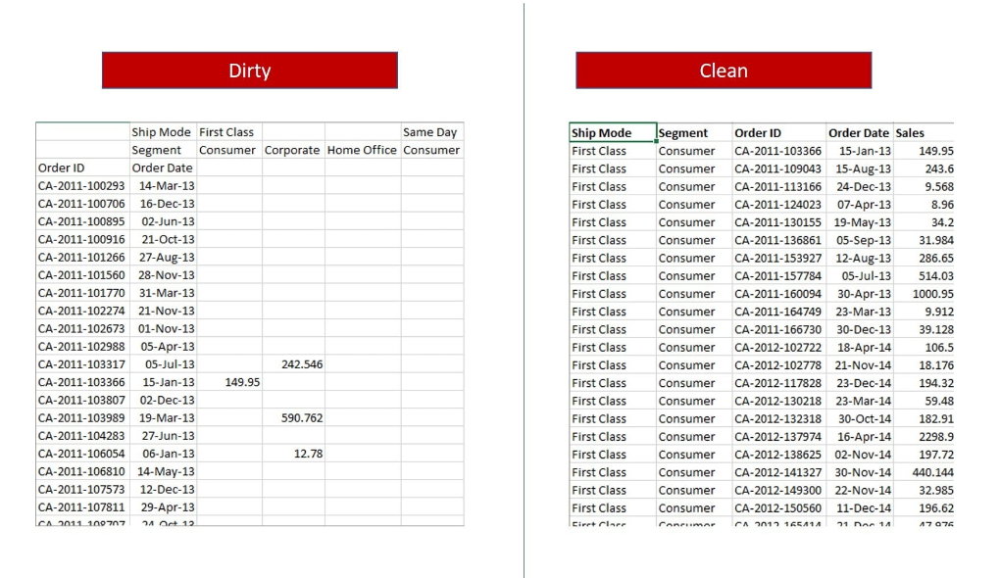 Dirty
Ship Mode First Class Same Day
Segment Consumer Corporate Home Office Consumer
Order ID Order Date
CA-2011-100293 14-Mar-13
CA-2011-100706 16-Dec-13
CA-2011-100895 02-Jun-13
CA-2011-100916 21-Oct-13
CA-2011-101266 27-Aug-13
CA-2011-101560 28-Nov-13
CA-2011-101770 31-Mar-13
CA-2011-102274 21-Nov-13
CA-2011-102673 01-Nov-13
CA-2011-102988 05-Apr-13
CA-2011-103317 05-Jul-13 242.546
CA-2011-103366 15-Jan-13 149.95
CA-2011-103807 02-Dec-13
CA-2011-103989 19-Mar-13 590.762
CA-2011-104283 27-Jun-13
CA-2011-106054 06-Jan-13 12.78
CA-2011-106810 14-May-13
CA-2011-107573 12-Dec-13
CA-2011-107811 29-Apr-13
Clean
Ship Mode Segment Order ID Order Date Sales
First Class Consumer CA-2011-103366 15-Jan-13 149.95
First Class Consumer CA-2011-109043 15-Aug-13 243.6
First Class Consumer CA-2011-113166 24-Dec-13 9.568
First Class Consumer CA-2011-124023 07-Apr-13 8.96
First Class Consumer CA-2011-130155 19-May-13 34.2
First Class Consumer CA-2011-136861 05-Sep-13 31.984
First Class Consumer CA-2011-153927 12-Aug-13 286.65
First Class Consumer CA-2011-157784 05-Jul-13 514.03
First Class Consumer CA-2011-160094 30-Apr-13 1000.95
First Class Consumer CA-2011-164749 23-Mar-13 9.912
First Class Consumer CA-2011-166730 30-Dec-13 39.128
First Class Consumer CA-2012-102722 18-Apr-14 106.5
First Class Consumer CA-2012-102778 21-Nov-14 18.176
First Class Consumer CA-2012-117828 23-Dec-14 194.32
First Class Consumer CA-2012-130218 23-Mar-14 59.48
First Class Consumer CA-2012-132318 30-Oct-14 182.91
First Class Consumer CA-2012-137974 16-Apr-14 2298.9
First Class Consumer CA-2012-138625 02-Nov-14 197.72
First Class Consumer CA-2012-141327 30-Nov-14 440.144
First Class Consumer CA-2012-149300 22-Nov-14 32.985
First Class Consumer CA-2012-150560 11-Dec-14 196.62
First Class Consumer